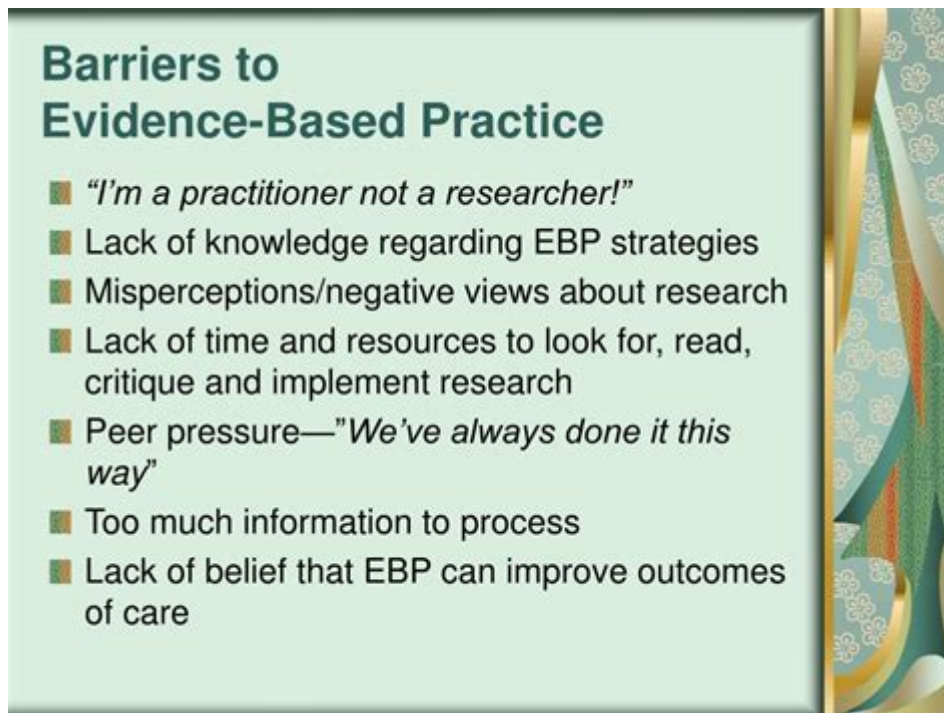 Barriers to
Evidence-Based Practice
“I’m a practitioner not a researcher!”
Lack of knowledge regarding EBP strategies
Misperceptions/negative views about research
Lack of time and resources to look for, read,
critique and implement research
Peer pressure—”We’ve always done it this
way”
Too much information to process
Lack of belief that EBP can improve outcomes
of care